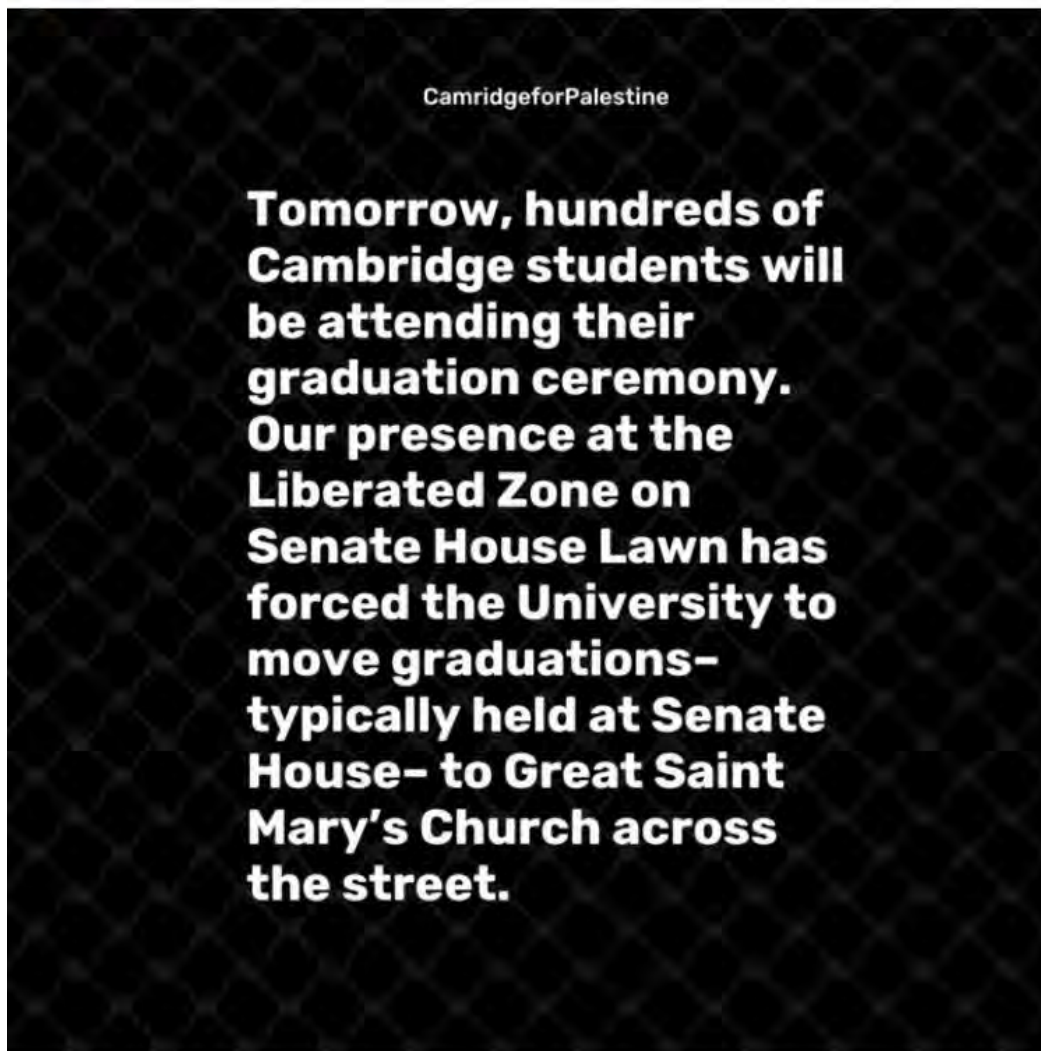 CamridgeforPalestine
Tomorrow, hundreds of
Cambridge students will
be attending their
graduation ceremony.
Our presence at the
Liberated Zone on
Senate House Lawn has
forced the University to
move graduations–
typically held at Senate
House– to Great Saint
Mary’s Church across
the street.